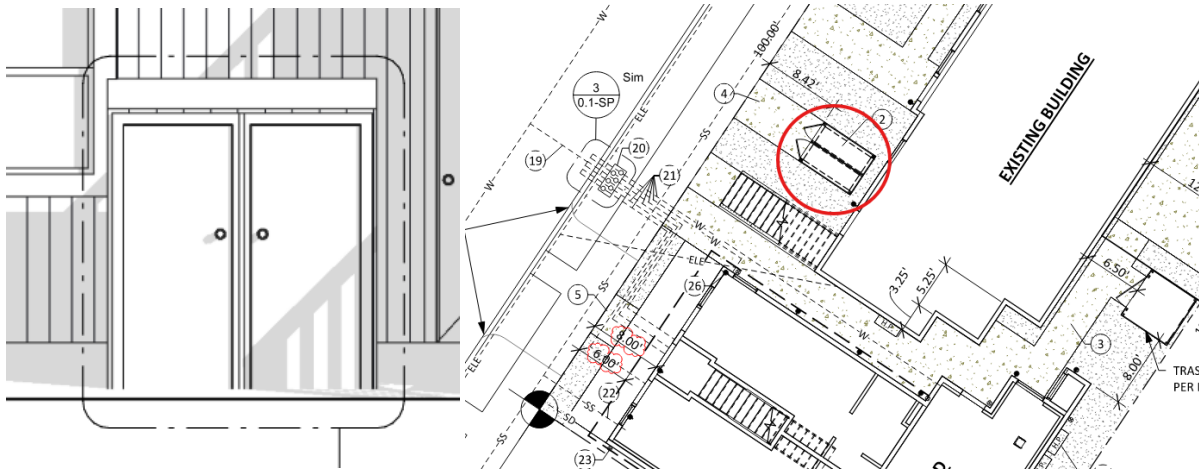 W
ELE
SS
100.00'
3
0.1-SP
Sim
8.42'
4
2
EXISTING BUILDING
19
20
21
W
W
W
ELE
SS
5
26
3.25'
5.25'
H.P.
6.50'
W
3
8.00'
6.00'
8.00'
22
ELE
SS
SS
SD
23
H.P.
TRAS
PER